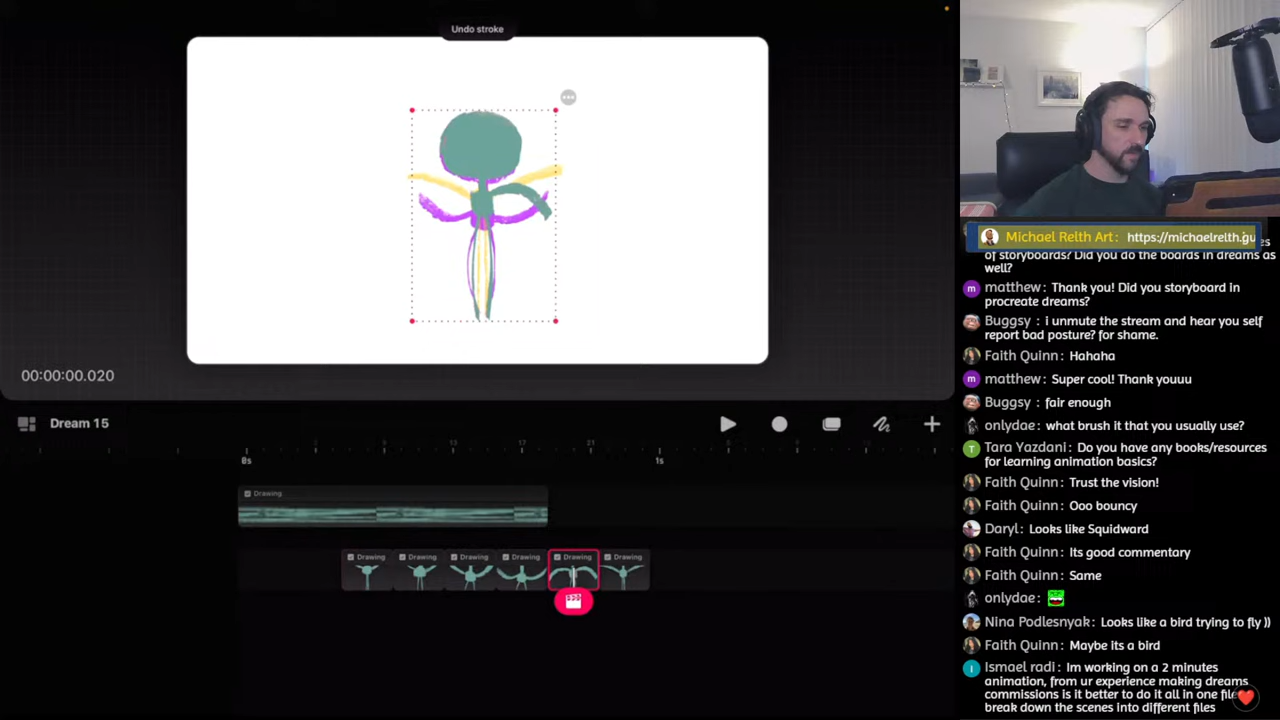 Undo stroke
00:00:00.020
Dream 15
3
9
13
17
21
8s
1s
Drawing
Drawing
Drawing
Drawing
Drawing
Drawing
Drawing
Michael Relth Art: https://michaelrelth.gu
of storyboards? Did you do the boards in dreams as
well?
matthew: Thank you! Did you storyboard in
procreate dreams?
Buggsy: i unmute the stream and hear you self
report bad posture? for shame.
Faith Quinn: Hahaha
matthew: Super cool! Thank youuu
Buggsy: fair enough
onlydae: what brush it that you usually use?
Tara Yazdani: Do you have any books/resources
for learning animation basics?
Faith Quinn: Trust the vision!
Faith Quinn: Ooo bouncy
Daryl: Looks like Squidward
Faith Quinn: Its good commentary
Faith Quinn: Same
onlydae:
Nina Podlesnyak: Looks like a bird trying to fly ))
Faith Quinn: Maybe its a bird
Ismael radi: Im working on a 2 minutes
animation, from ur experience making dreams
commissions is it better to do it all in one file
break down the scenes into different files